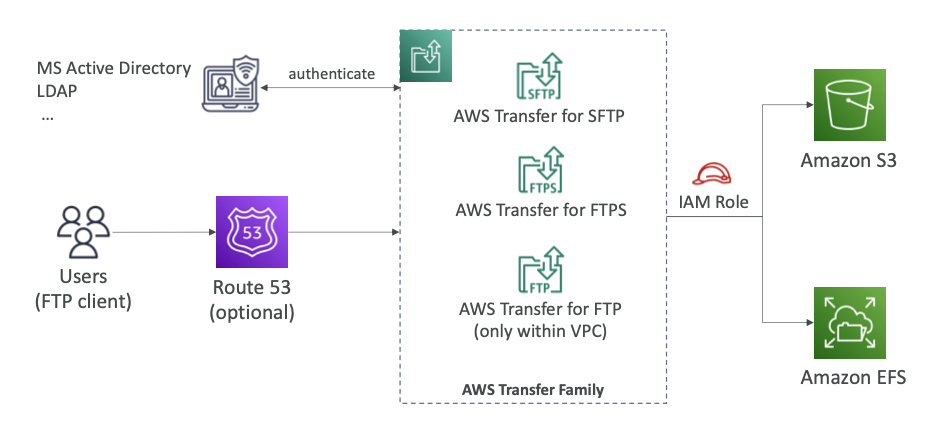 MS Active Directory
LDAP
...
authenticate
SFTP
AWS Transfer for SFTP
FTPS
AWS Transfer for FTPS
FTP
AWS Transfer for FTP
(only within VPC)
AWS Transfer Family
Users
(FTP client)
53
Route 53
(optional)
IAM Role
Amazon S3
Amazon EFS